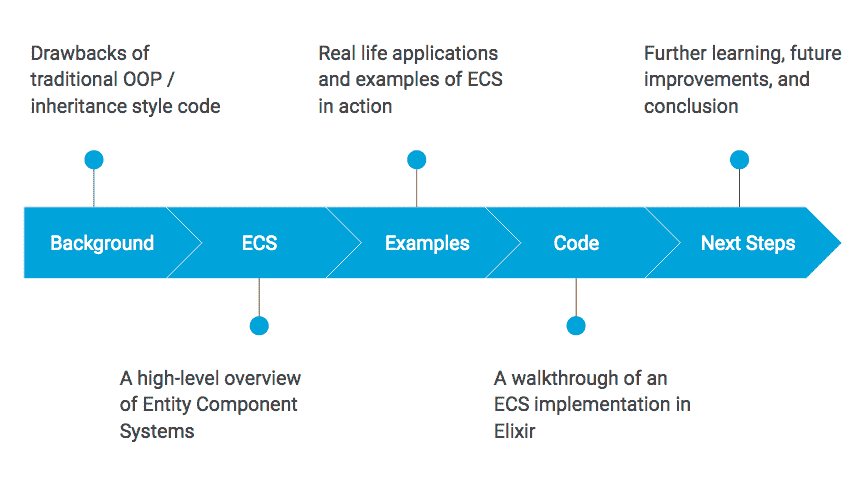 Drawbacks of
traditional OOP /
inheritance style code
Real life applications
and examples of ECS
in action
Further learning, future
improvements, and
conclusion
Background
ECS
Examples
Code
Next Steps
A high-level overview
of Entity Component
Systems
A walkthrough of an
ECS implementation in
Elixir